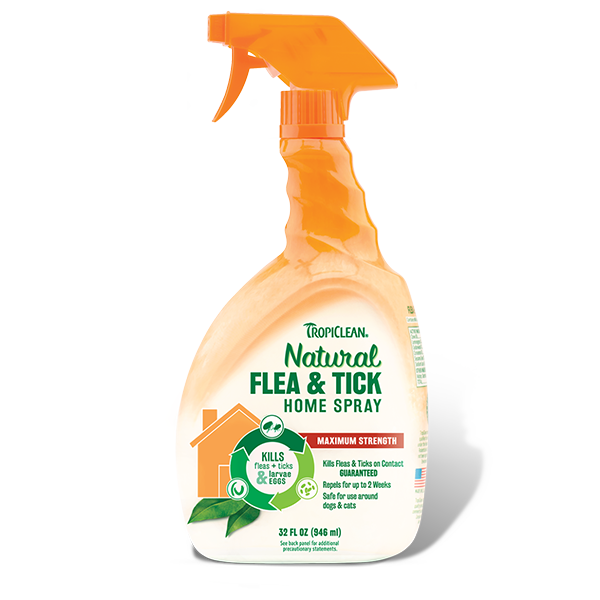 TROPICLEAN®
Natural
FLEA & TICK
HOME SPRAY
MAXIMUM STRENGTH
KILLS
fleas + ticks
& larvae
EGGS
Kills Fleas & Ticks on Contact
GUARANTEED
Repels for up to 2 Weeks
Safe for use around
dogs & cats
32 FL OZ (946 ml)
See back panel for additional
precautionary statements.